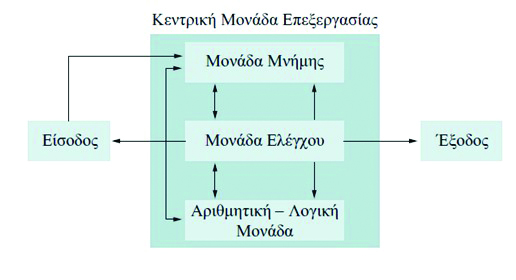 Κεντρική Μονάδα Επεξεργασίας
Μονάδα Μνήμης
Είσοδος
Μονάδα Ελέγχου
Έξοδος
Αριθμητική – Λογική
Μονάδα